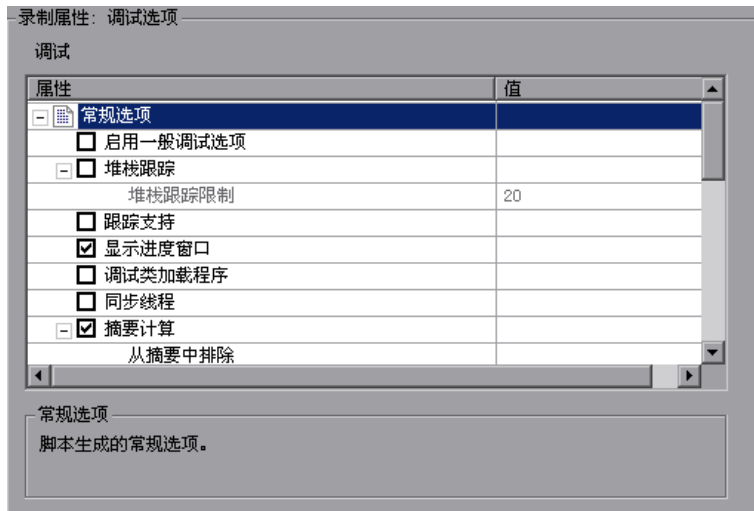 录制属性: 调试选项
调试
属性 值
常规选项
启用一般调试选项
堆栈跟踪
堆栈跟踪限制 20
跟踪支持
显示进度窗口
调试类加载程序
同步线程
摘要计算
从摘要中排除
常规选项
脚本生成的常规选项。